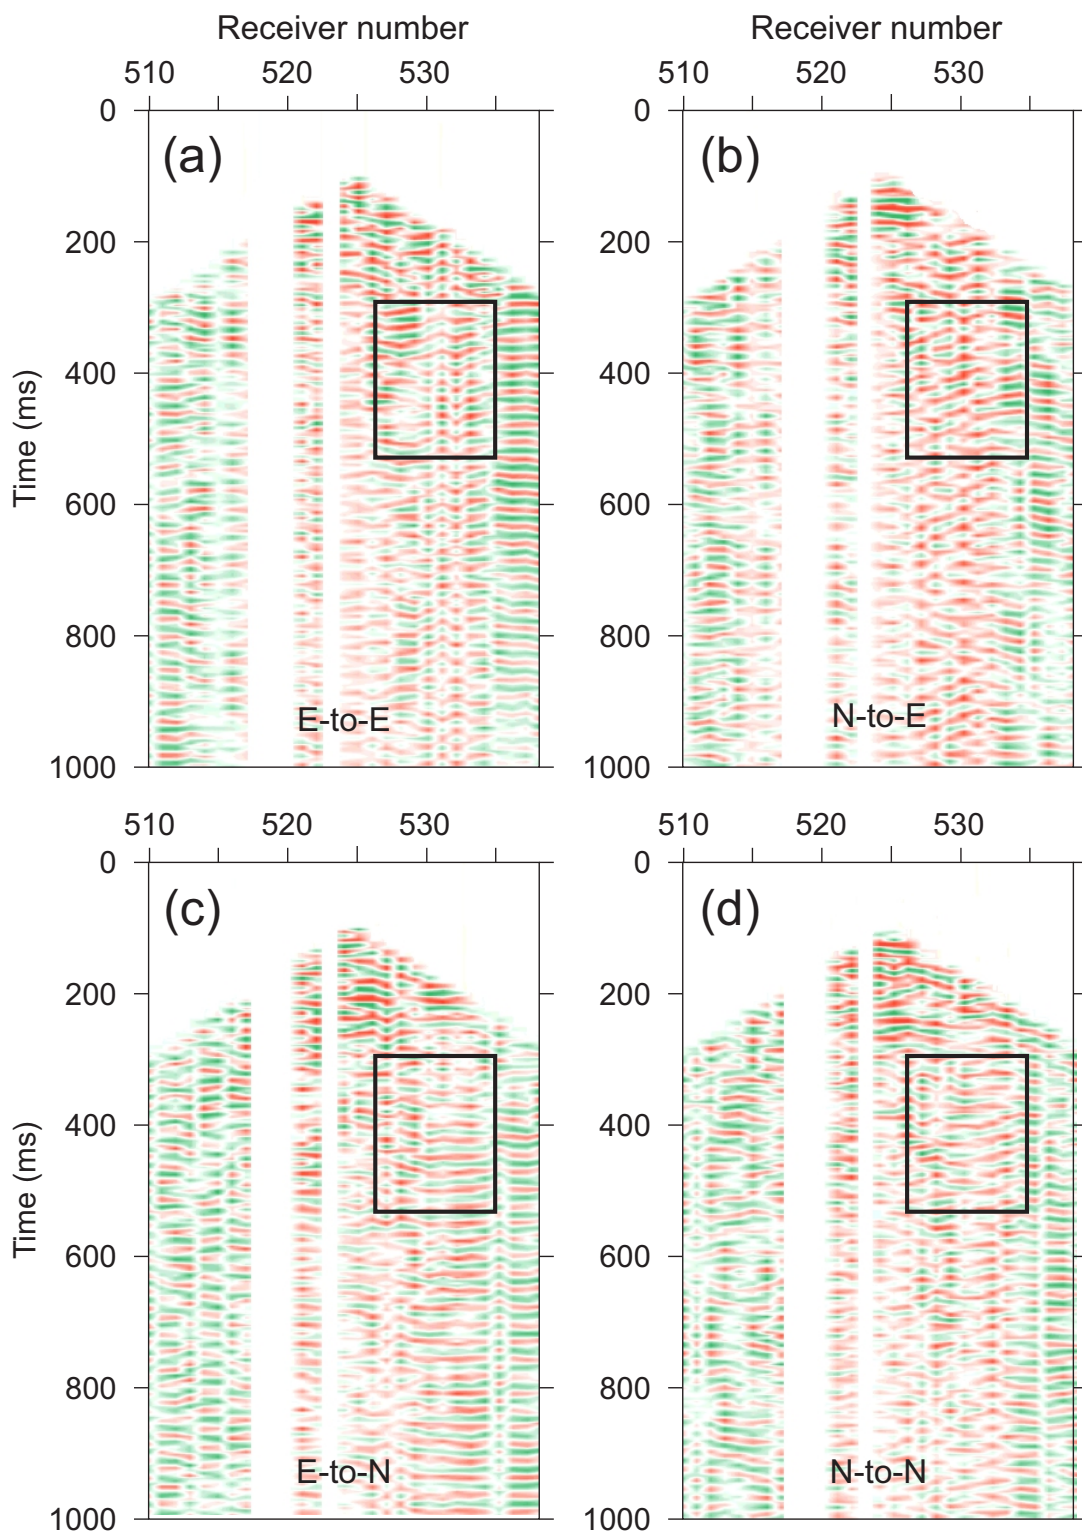 Receiver number Receiver number
510 520 530 510 520 530
0 0
(a) (b)
200 200
400 400
Time (ms)
600 600
800 800
E-to-E N-to-E
1000 1000
510 520 530 510 520 530
0 0
(c) (d)
200 200
400 400
Time (ms)
600 600
800 800
E-to-N N-to-N
1000 1000